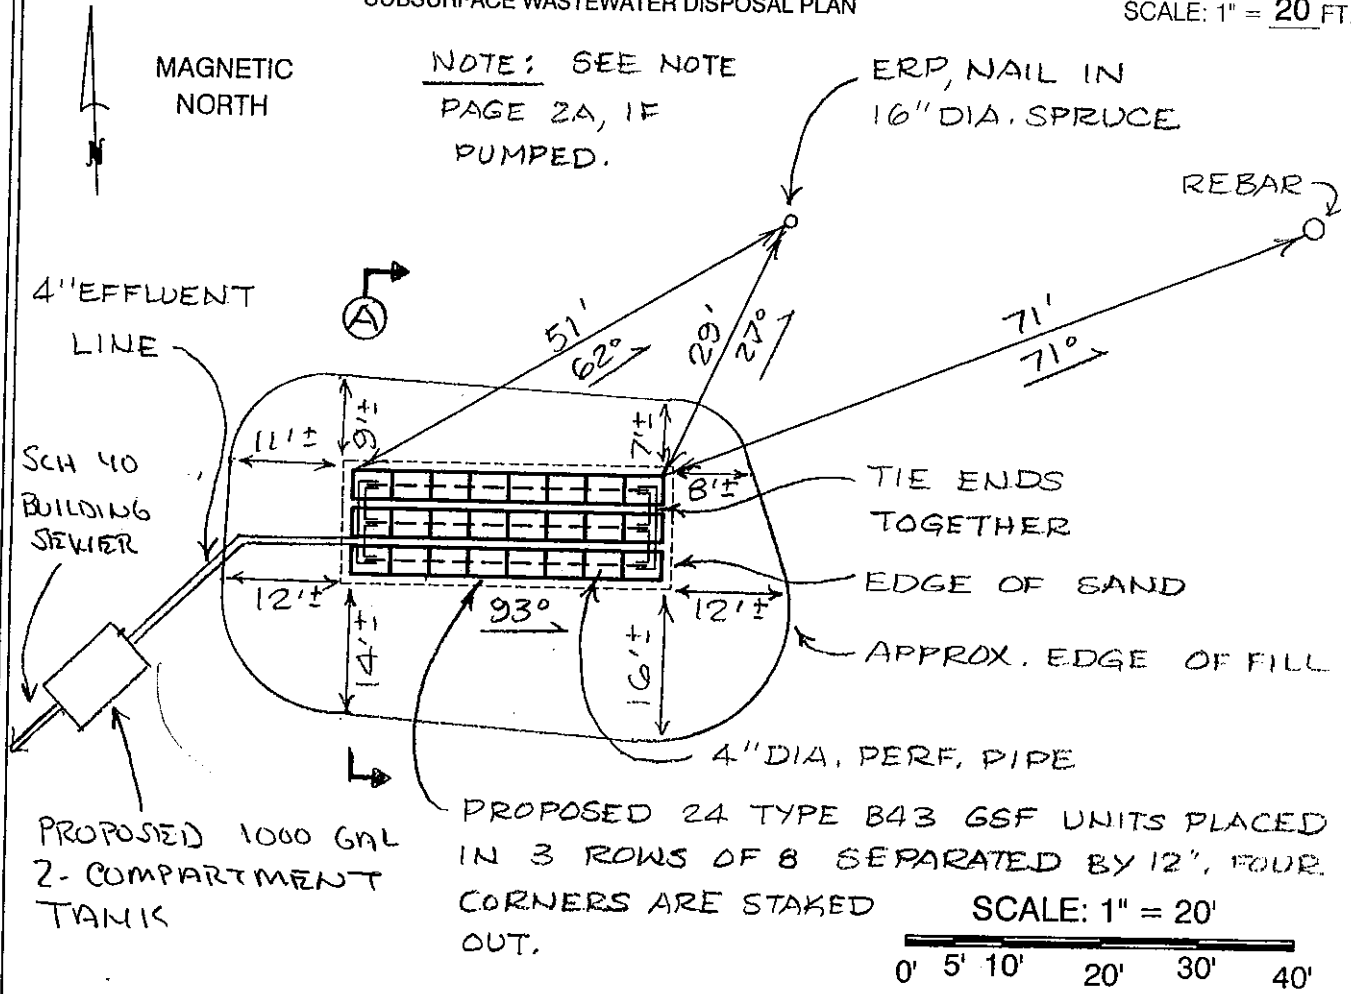 SUBSURFACE WASTEWATER DISPOSAL PLAN
SCALE: 1" = 20 FT.
MAGNETIC
NORTH
N
NOTE: SEE NOTE
PAGE 2A, IF
PUMPED.
ERP, NAIL IN
16" DIA. SPRUCE
REBAR
4" EFFLUENT
LINE
A
51'
62°
29'
27°
71'
71°
SCH 40
BUILDING
SEWER
11'±
9'±
7'±
8'±
TIE ENDS
TOGETHER
EDGE OF SAND
12'±
14'±
93°
16'±
12'±
APPROX. EDGE OF FILL
4" DIA. PERF. PIPE
PROPOSED 1000 GAL
2-COMPARTMENT
TANK
PROPOSED 24 TYPE B43 GSF UNITS PLACED
IN 3 ROWS OF 8 SEPARATED BY 12". FOUR
CORNERS ARE STAKED
OUT.
SCALE: 1" = 20'
0' 5' 10' 20' 30' 40'